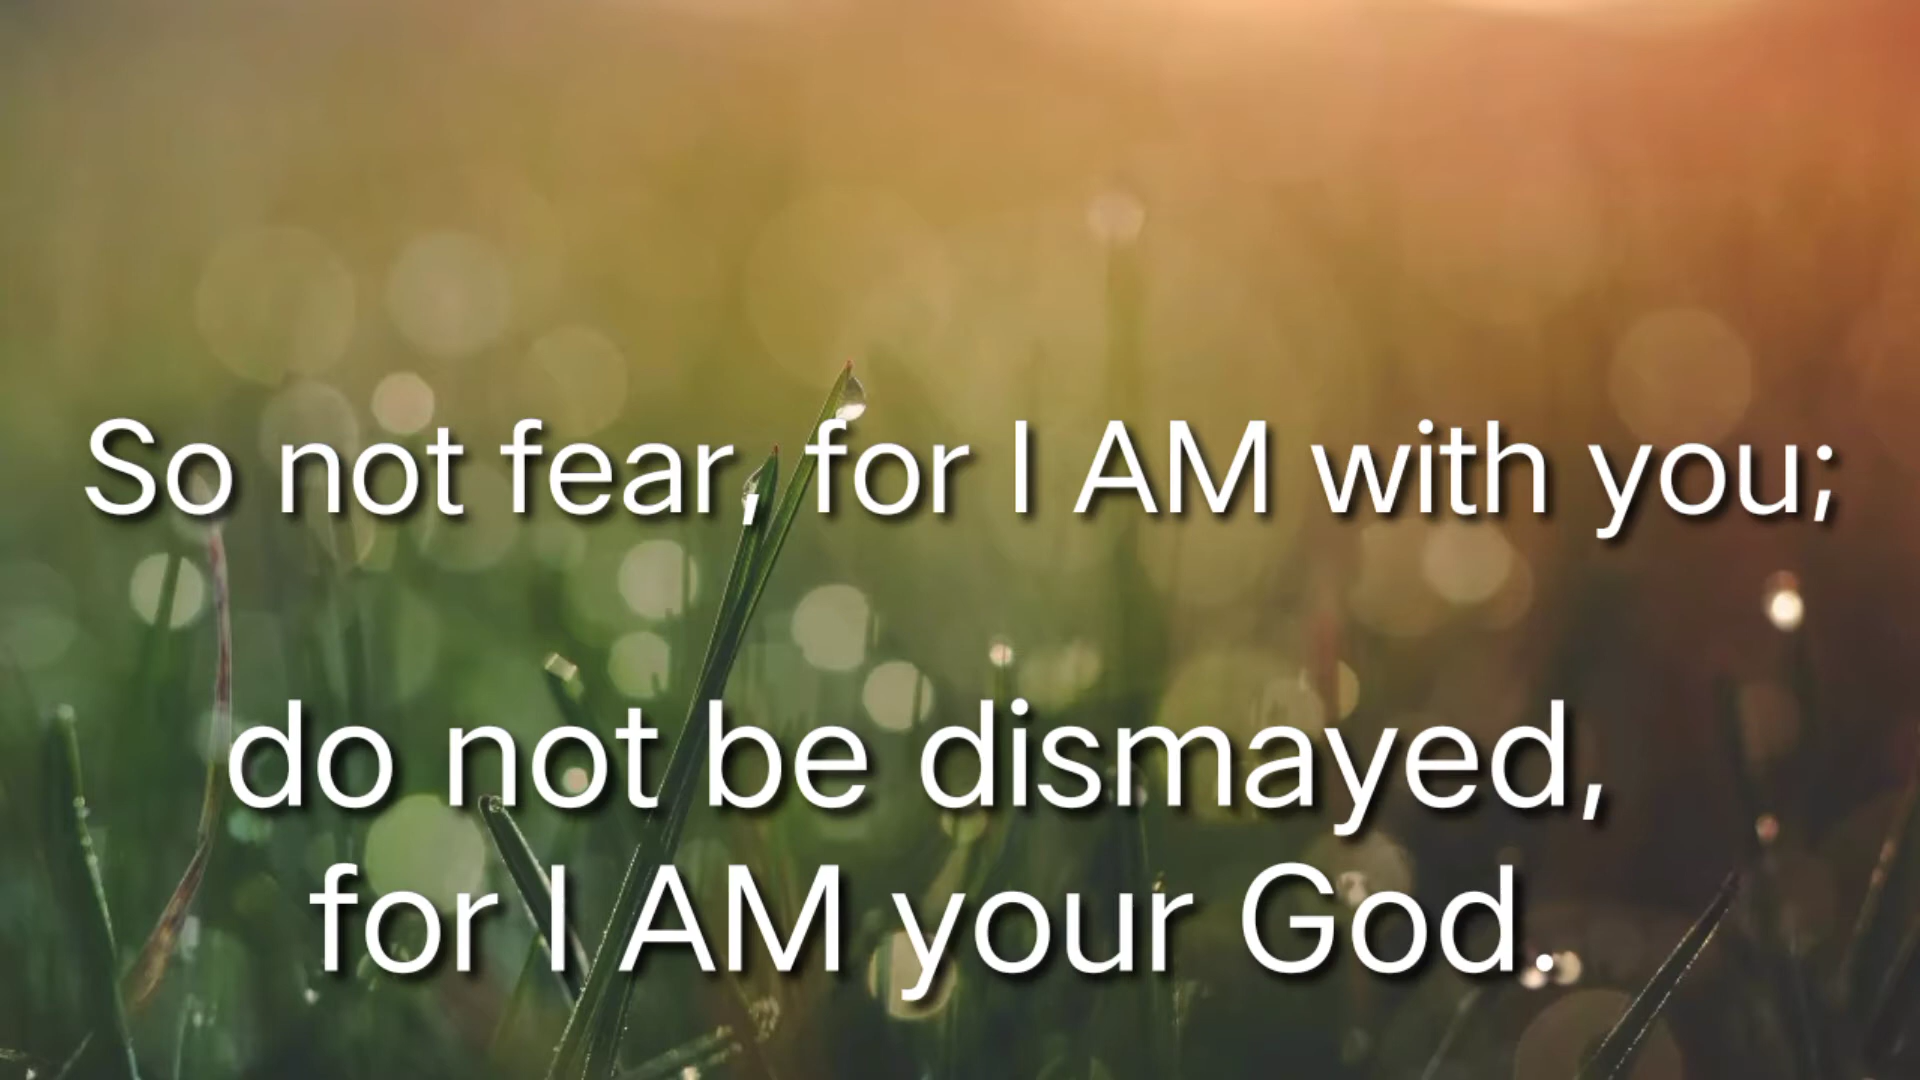 So not fear, for I AM with you;
do not be dismayed,
for I AM your God.